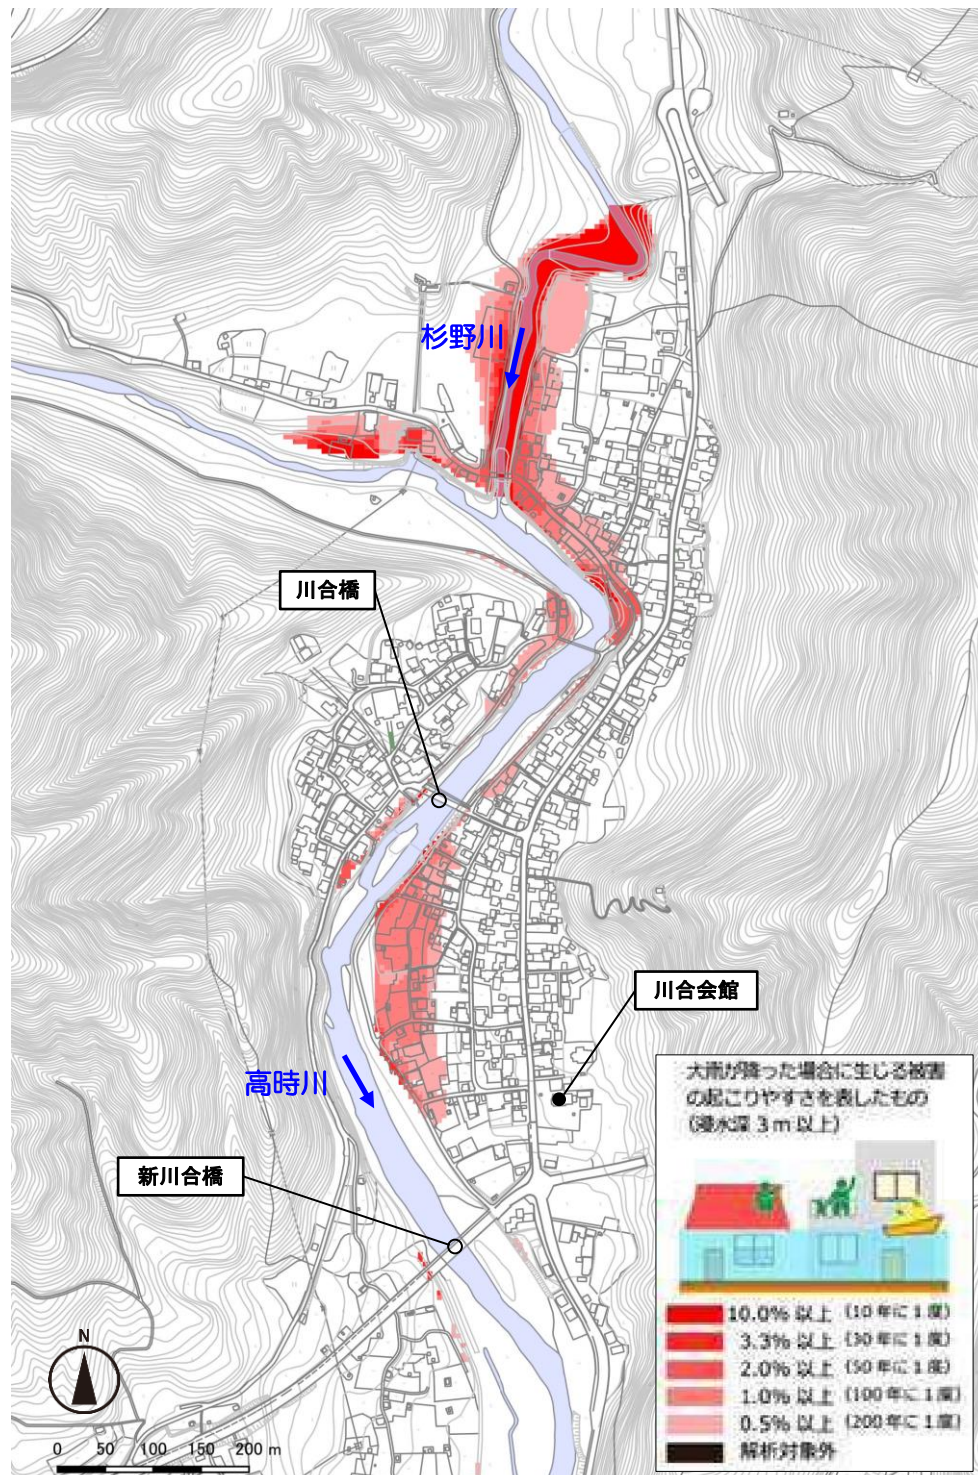 杉野川
川合橋
川合会館
高時川
新川合橋
大雨が降った場合に生じる被害
の起こりやすさを表したもの
(浸水深 3m 以上)
10.0% 以上 (10 年に 1 度)
3.3% 以上 (30 年に 1 度)
2.0% 以上 (50 年に 1 度)
1.0% 以上 (100 年に 1 度)
0.5% 以上 (200 年に 1 度)
解析対象外
N
0 50 100 150 200 m